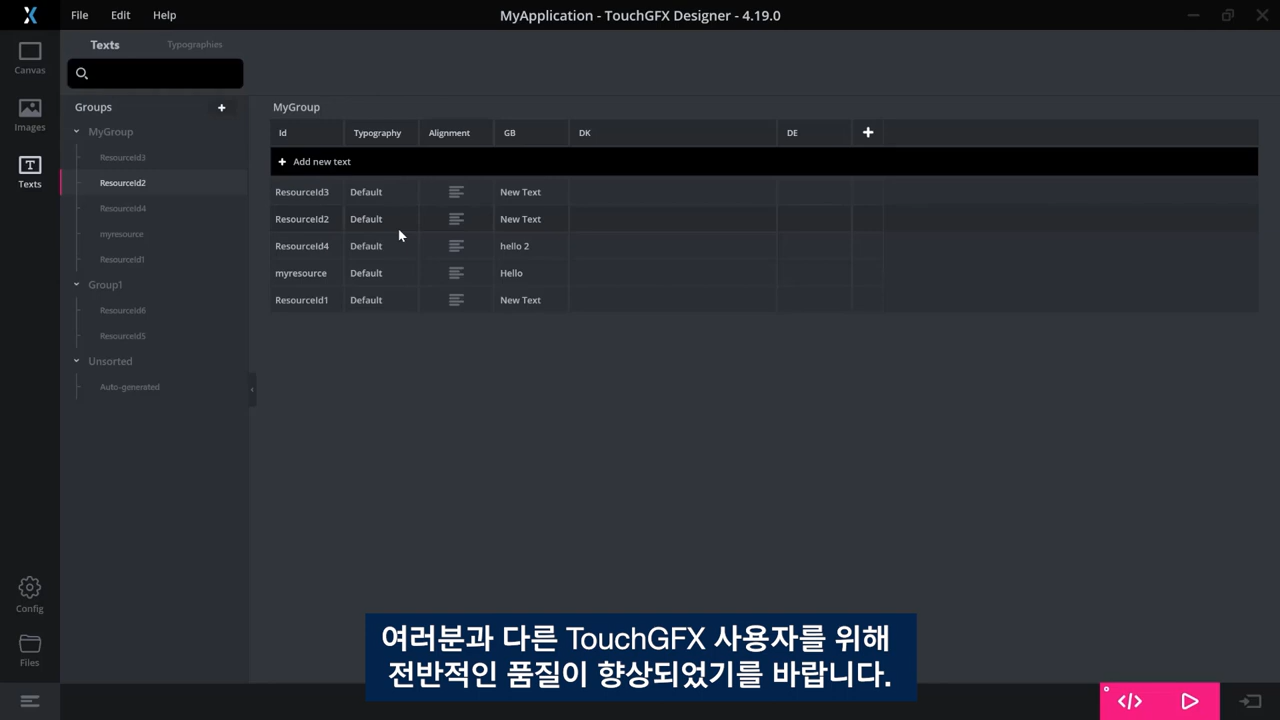 File Edit Help MyApplication - TouchGFX Designer - 4.19.0
Canvas
Images
Texts
Config
Files
Texts Typographies
Groups +
MyGroup
ResourceId3
ResourceId2
ResourceId4
myresource
ResourceId1
Group1
ResourceId6
ResourceId5
Unsorted
Auto-generated
MyGroup
Id Typography Alignment GB DK DE +
+ Add new text
ResourceId3 Default New Text
ResourceId2 Default New Text
ResourceId4 Default hello 2
myresource Default Hello
ResourceId1 Default New Text
여러분과 다른 TouchGFX 사용자를 위해
전반적인 품질이 향상되었기를 바랍니다.